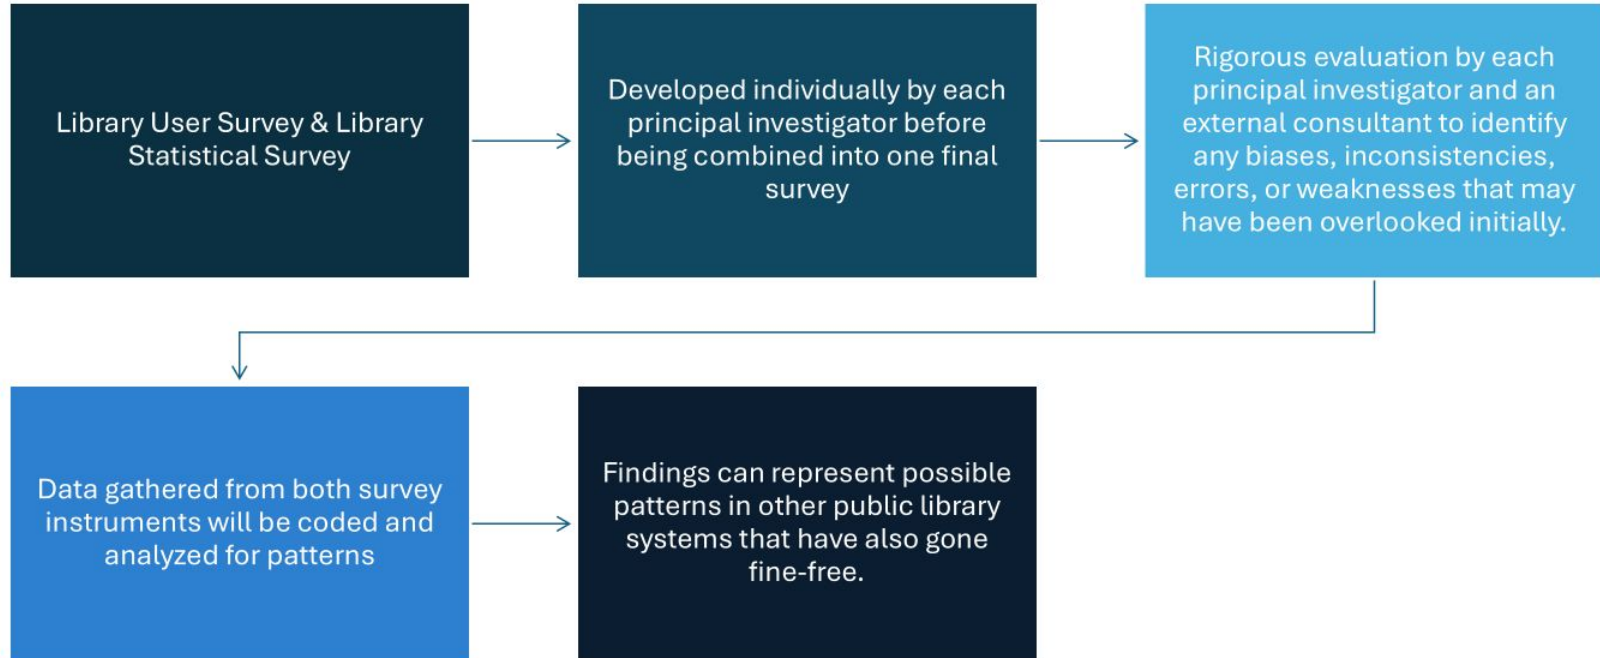 Library User Survey & Library
Statistical Survey
Developed individually by each
principal investigator before
being combined into one final
survey
Rigorous evaluation by each
principal investigator and an
external consultant to identify
any biases, inconsistencies,
errors, or weaknesses that may
have been overlooked initially.
Data gathered from both survey
instruments will be coded and
analyzed for patterns
Findings can represent possible
patterns in other public library
systems that have also gone
fine-free.